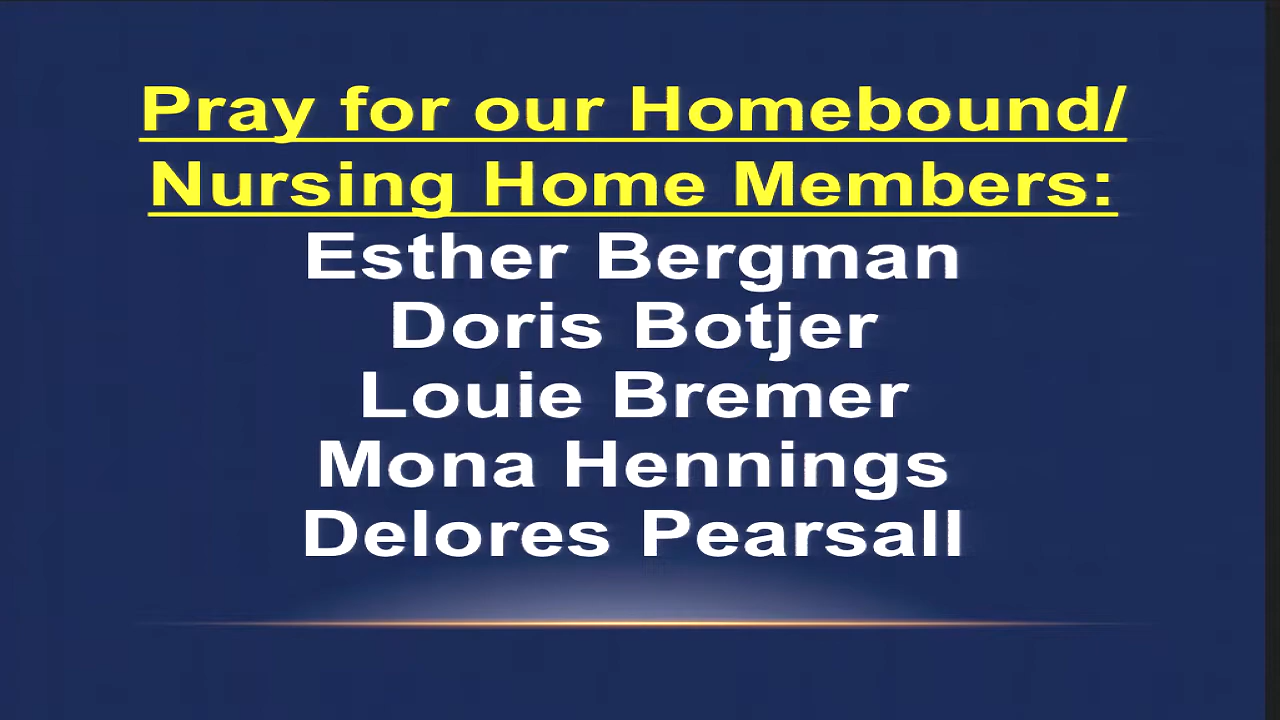 Pray for our Homebound/
Nursing Home Members:
Esther Bergman
Doris Botjer
Louie Bremer
Mona Hennings
Delores Pearsall